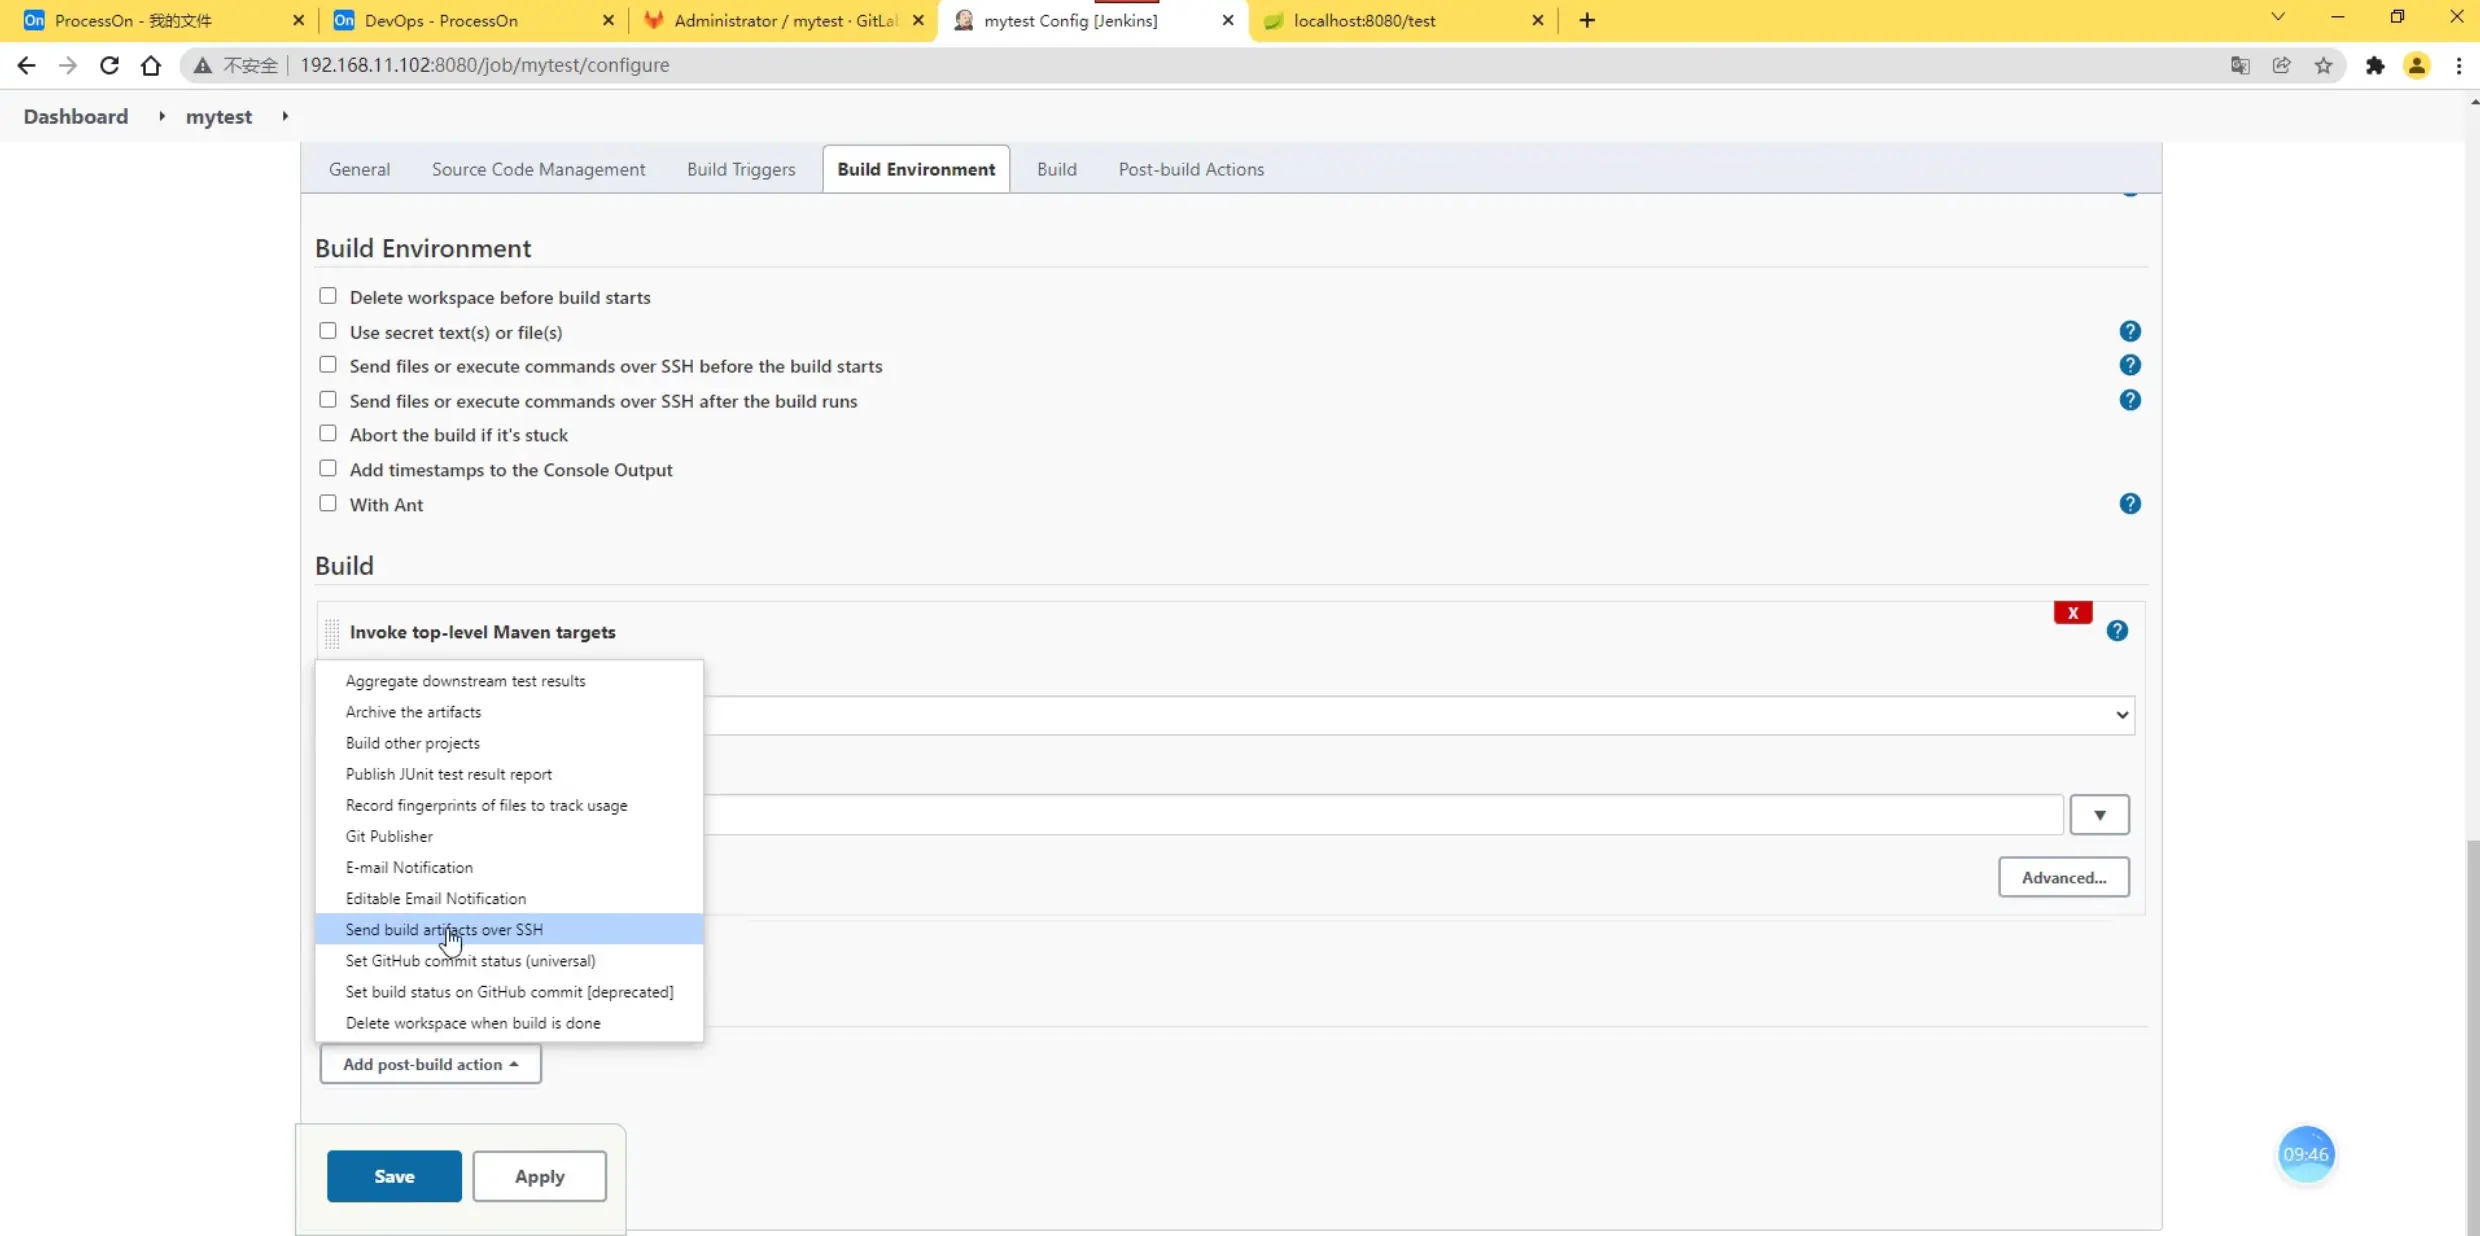 ProcessOn - 我的文件
DevOps - ProcessOn
Administrator / mytest · GitLa
mytest Config [Jenkins]
localhost:8080/test
不安全
192.168.11.102:8080/job/mytest/configure
Dashboard
mytest
General
Source Code Management
Build Triggers
Build Environment
Build
Post-build Actions
Build Environment
Delete workspace before build starts
Use secret text(s) or file(s)
?
Send files or execute commands over SSH before the build starts
?
Send files or execute commands over SSH after the build runs
?
Abort the build if it's stuck
Add timestamps to the Console Output
With Ant
?
Build
X
Invoke top-level Maven targets
?
Aggregate downstream test results
Archive the artifacts
Build other projects
Publish JUnit test result report
Record fingerprints of files to track usage
Git Publisher
E-mail Notification
Editable Email Notification
Send build artifacts over SSH
Set GitHub commit status (universal)
Set build status on GitHub commit [deprecated]
Delete workspace when build is done
Advanced...
Add post-build action
Save
Apply
09:46